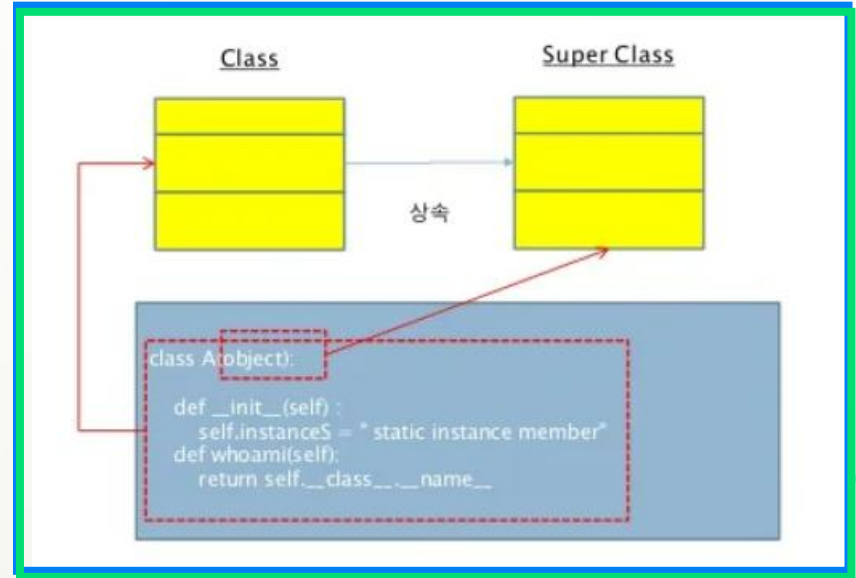 Class
Super Class
상속
class A(object):
def __init__(self) :
self.instanceS = " static instance member"
def whoami(self):
return self.__class__.__name__